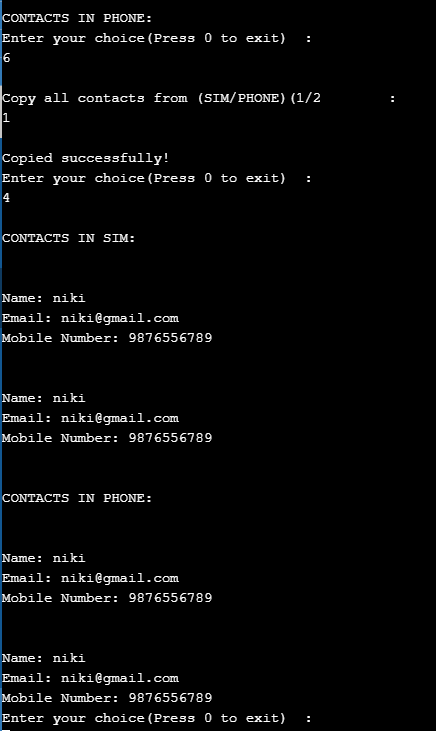 CONTACTS IN PHONE:
Enter your choice(Press 0 to exit)  :
6
Copy all contacts from (SIM/PHONE)(1/2        :
1
Copied successfully!
Enter your choice(Press 0 to exit)  :
4
CONTACTS IN SIM:
Name: niki
Email: niki@gmail.com
Mobile Number: 9876556789
Name: niki
Email: niki@gmail.com
Mobile Number: 9876556789
CONTACTS IN PHONE:
Name: niki
Email: niki@gmail.com
Mobile Number: 9876556789
Name: niki
Email: niki@gmail.com
Mobile Number: 9876556789
Enter your choice(Press 0 to exit)  :